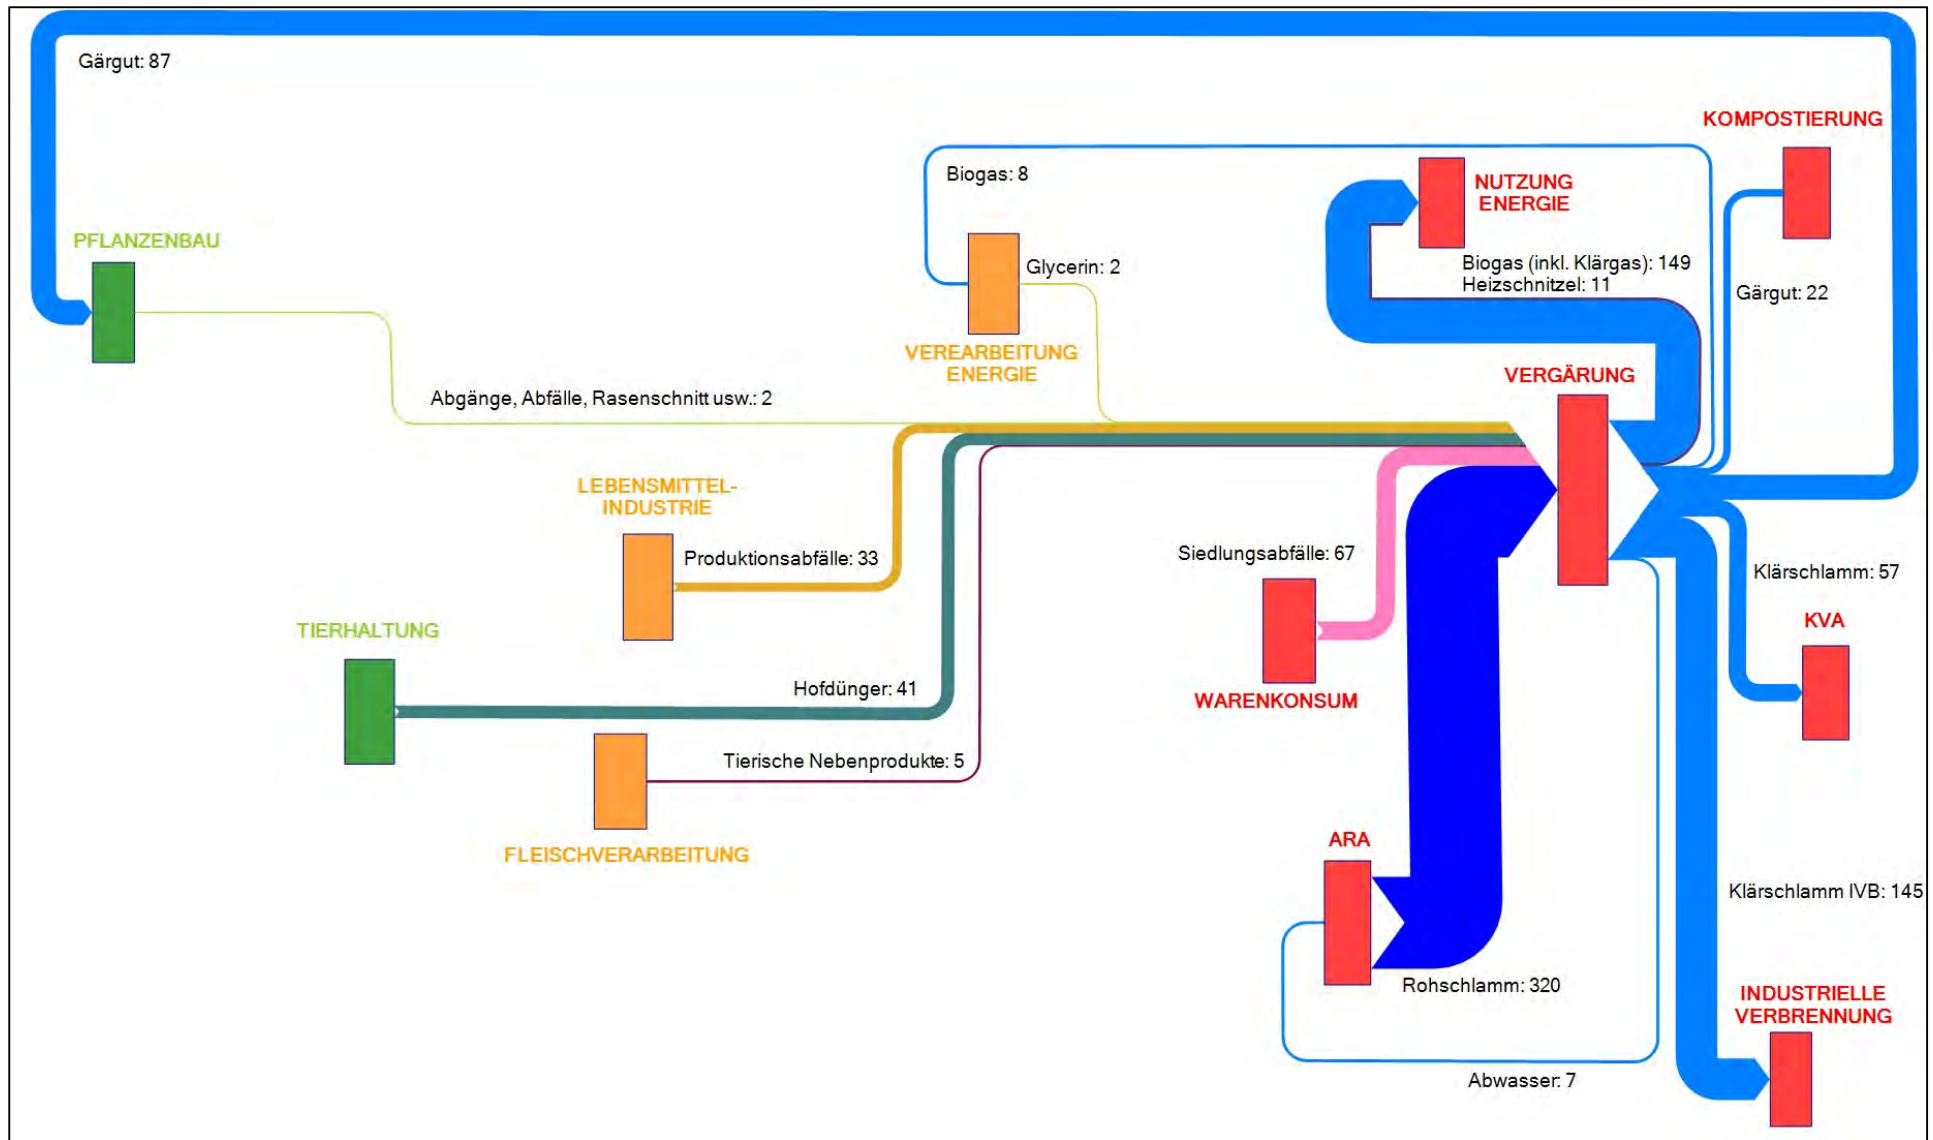 Gärgut: 87
KOMPOSTIERUNG
Biogas: 8
NUTZUNG
ENERGIE
PFLANZENBAU
Glycerin: 2
Biogas (inkl. Klärgas): 149
Heizschnitzel: 11
Gärgut: 22
VEREARBEITUNG
ENERGIE
VERGÄRUNG
Abgänge, Abfälle, Rasenschnitt usw.: 2
LEBENSMITTEL-
INDUSTRIE
Produktionsabfälle: 33
Siedlungsabfälle: 67
Klärschlamm: 57
TIERHALTUNG
KVA
Hofdünger: 41
WARENKONSUM
Tierische Nebenprodukte: 5
FLEISCHVERARBEITUNG
ARA
Klärschlamm IVB: 145
Rohschlamm: 320
INDUSTRIELLE
VERBRENNUNG
Abwasser: 7